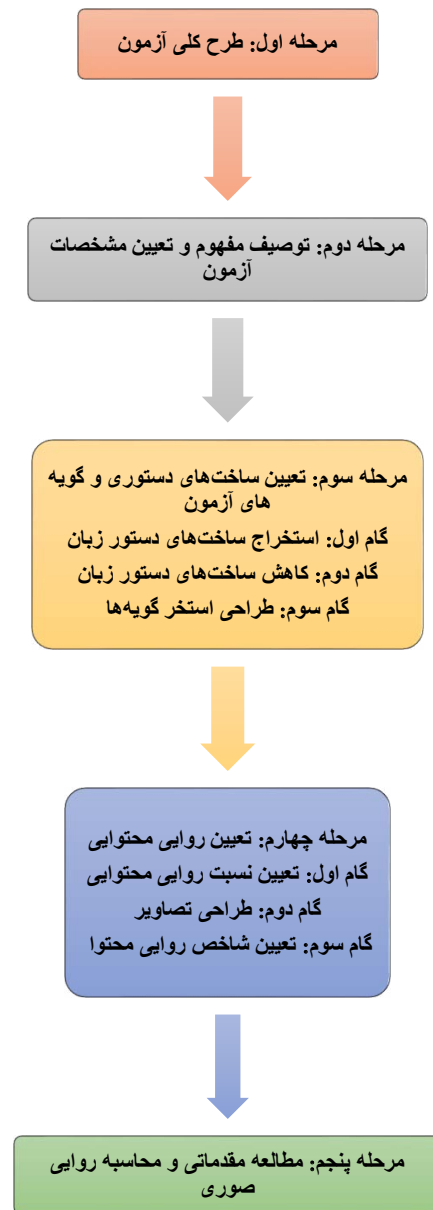 مرحله اول: طرح کلی آزمون
مرحله دوم: توصیف مفهوم و تعیین مشخصات
آزمون
مرحله سوم: تعیین ساخت‌های دستوری و گویه
های آزمون
گام اول: استخراج ساخت‌های دستور زبان
گام دوم: کاهش ساخت‌های دستور زبان
گام سوم: طراحی استخر گویه‌ها
مرحله چهارم: تعیین روایی محتوایی
گام اول: تعیین نسبت روایی محتوایی
گام دوم: طراحی تصاویر
گام سوم: تعیین شاخص روایی محتوا
مرحله پنجم: مطالعه مقدماتی و محاسبه روایی
صوری